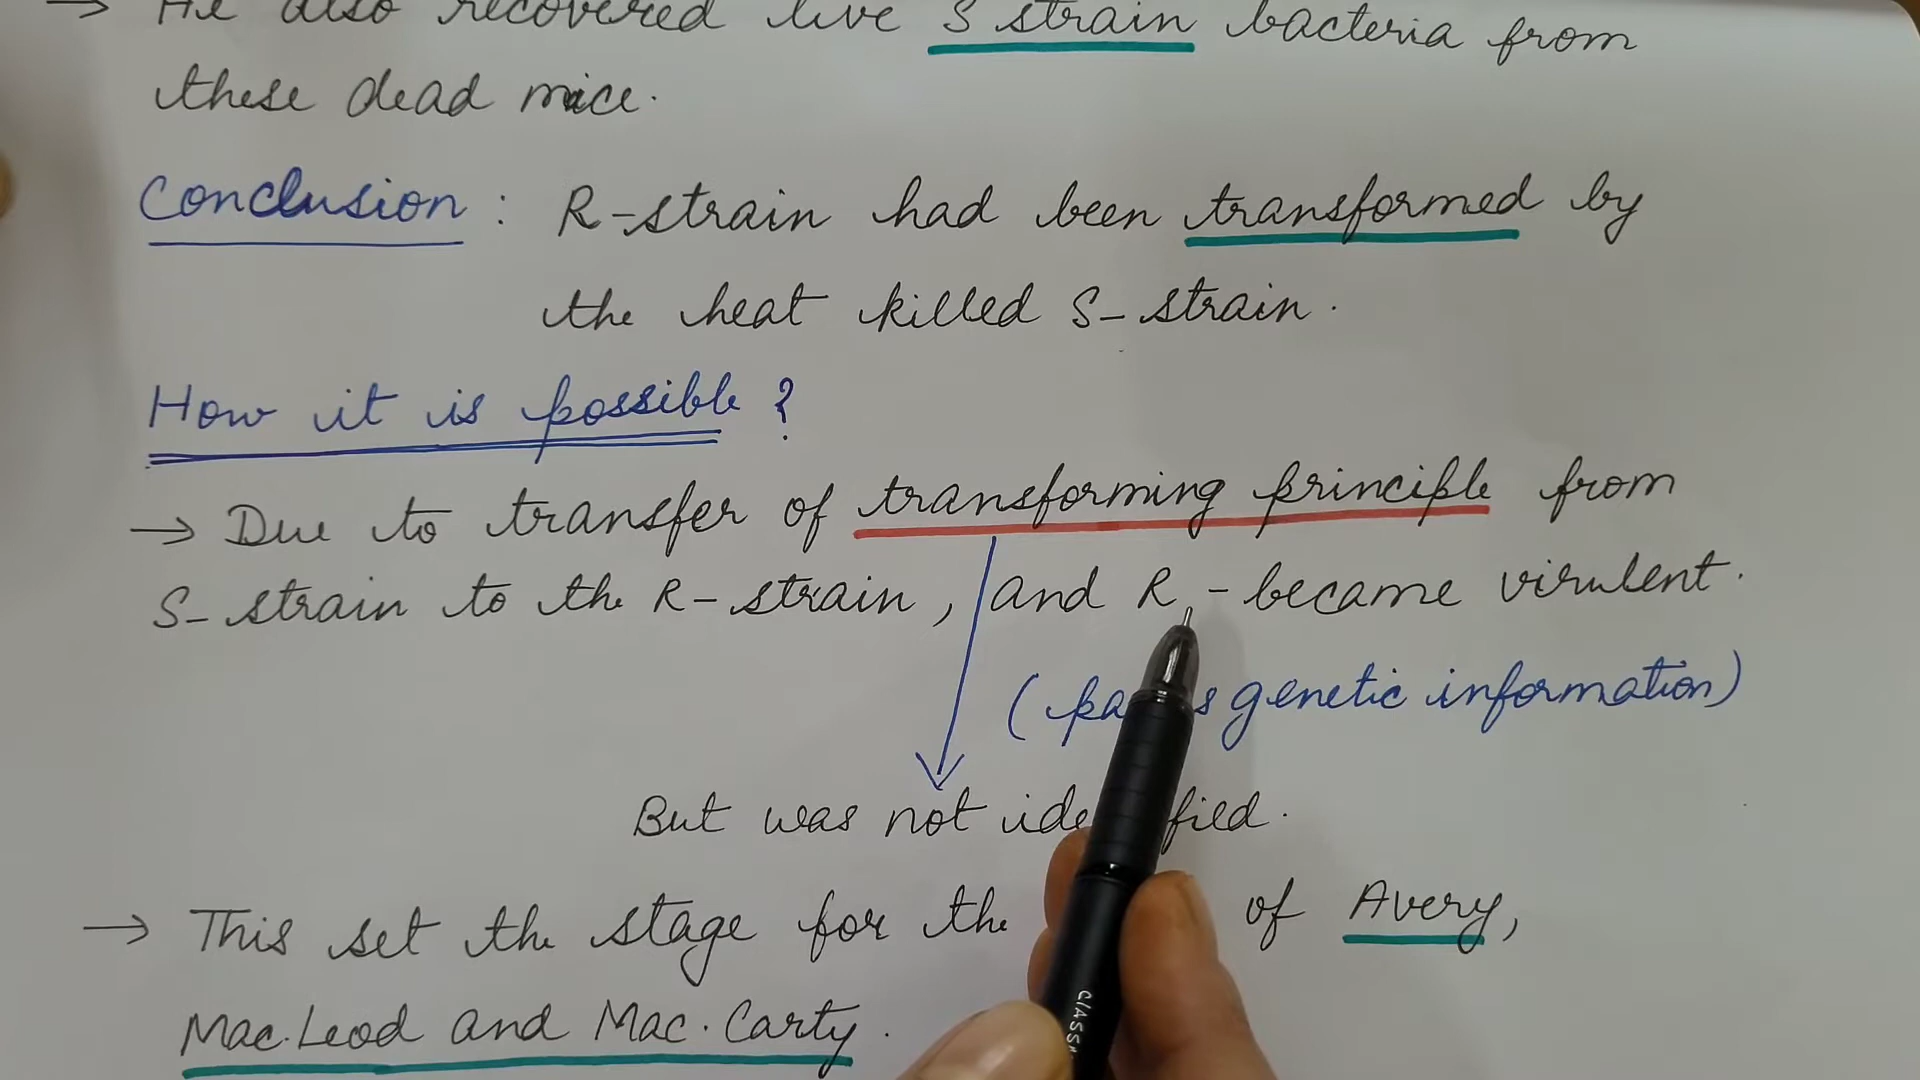 → He also recovered live S strain bacteria from
these dead mice.
Conclusion : R-strain had been transformed by
the heat killed S-strain.
How it is possible ?
→ Due to transfer of transforming principle from
S-strain to the R-strain, and R - became virulent.
( genetic information)
But was not
→ This set the stage for the of Avery,
Mac.Leod and Mac.Carty.
CLASS